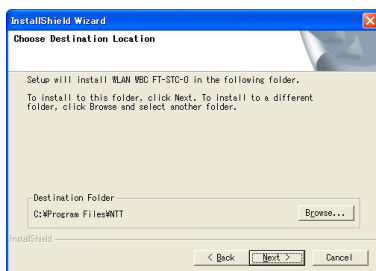 InstallShield Wizard
Choose Destination Location
Setup will install WLAN WBC FT-STC-0 in the following folder.
To install to this folder, click Next. To install to a different
folder, click Browse and select another folder.
Destination Folder
C:¥Program Files¥NTT
Browse...
InstallShield
< Back
Next >
Cancel